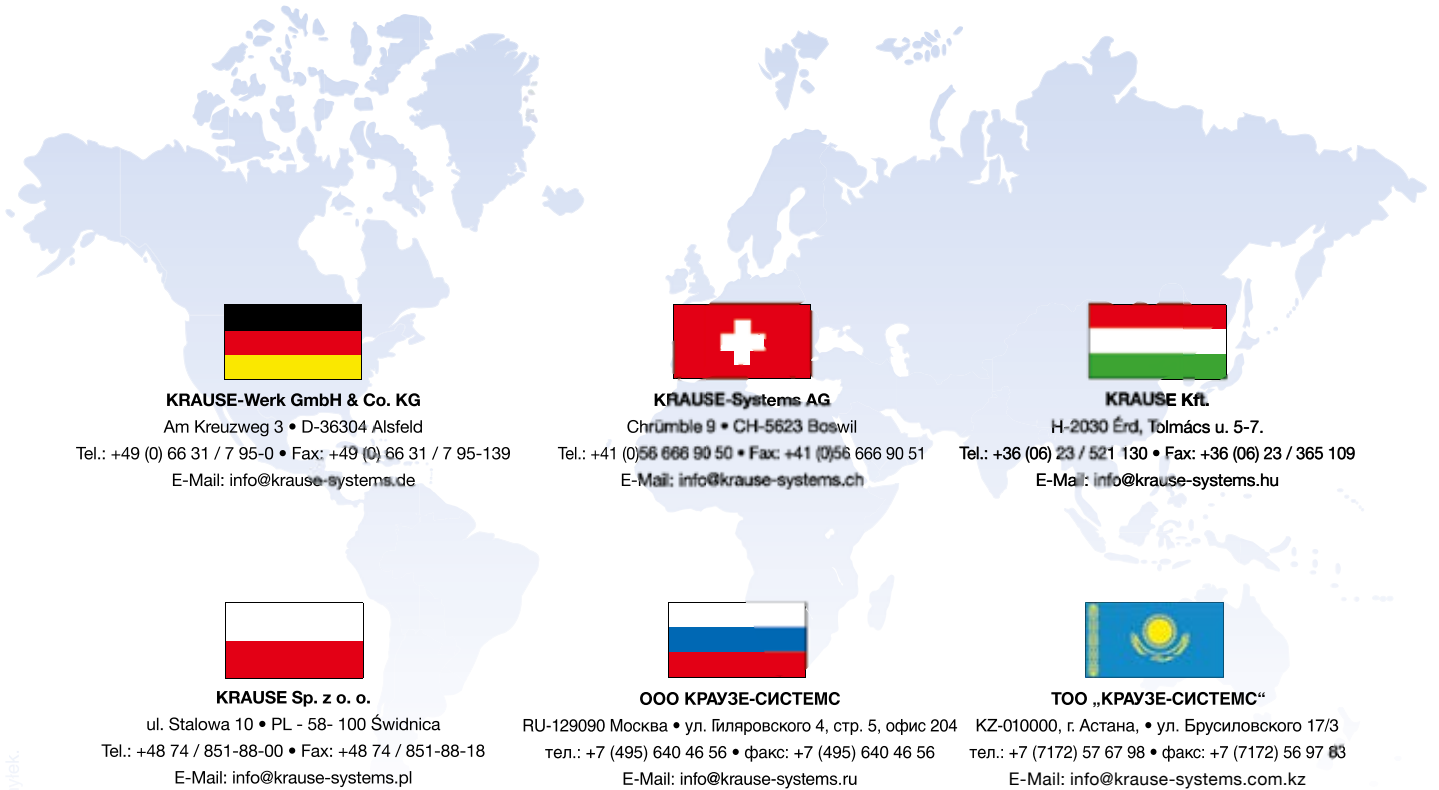 KRAUSE-Werk GmbH & Co. KG
Am Kreuzweg 3 • D-36304 Alsfeld
Tel.: +49 (0) 66 31 / 7 95-0 • Fax: +49 (0) 66 31 / 7 95-139
E-Mail: info@krause-systems.de
KRAUSE-Systems AG
Chrümble 9 • CH-5623 Boswil
Tel.: +41 (0)56 666 90 50 • Fax: +41 (0)56 666 90 51
E-Mail: info@krause-systems.ch
KRAUSE Kft.
H-2030 Érd, Tolmács u. 5-7.
Tel.: +36 (06) 23 / 521 130 • Fax: +36 (06) 23 / 365 109
E-Mail: info@krause-systems.hu
KRAUSE Sp. z o. o.
ul. Stalowa 10 • PL - 58- 100 Świdnica
Tel.: +48 74 / 851-88-00 • Fax: +48 74 / 851-88-18
E-Mail: info@krause-systems.pl
ООО КРАУЗЕ-СИСТЕМС
RU-129090 Москва • ул. Гиляровского 4, стр. 5, офис 204
тел.: +7 (495) 640 46 56 • факс: +7 (495) 640 46 56
E-Mail: info@krause-systems.ru
ТОО „КРАУЗЕ-СИСТЕМС“
KZ-010000, г. Астана, • ул. Брусиловского 17/3
тел.: +7 (7172) 57 67 98 • факс: +7 (7172) 56 97 83
E-Mail: info@krause-systems.com.kz